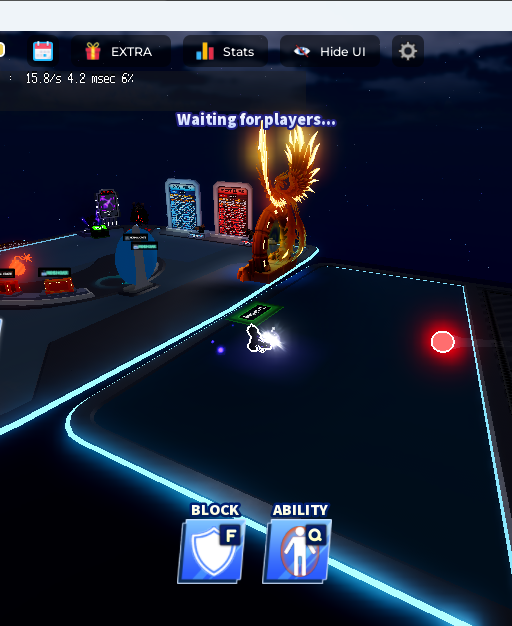 EXTRA
Stats
Hide UI
: 15.8/s 4.2 msec 6%
Waiting for players...
BLOCK
ABILITY
F
Q